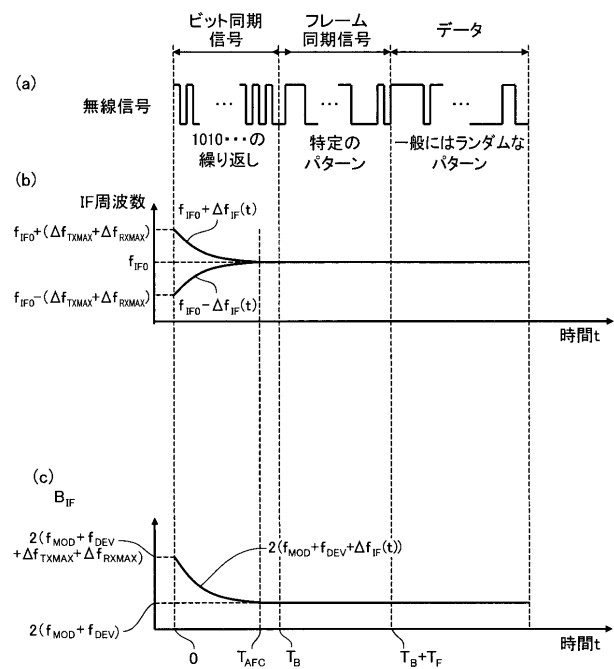 ビット同期
信号
フレーム
同期信号
データ
(a)
無線信号
1010・・・の
繰り返し
特定の
パターン
一般にはランダムな
パターン
(b)
IF周波数
f_IF0+Δf_IF(t)
f_IF0+(Δf_TXMAX+Δf_RXMAX)
f_IF0
f_IF0-(Δf_TXMAX+Δf_RXMAX)
f_IF0-Δf_IF(t)
時間t
(c)
B_IF
2(f_MOD+f_DEV
+Δf_TXMAX+Δf_RXMAX)
2(f_MOD+f_DEV+Δf_IF(t))
2(f_MOD+f_DEV)
0
T_AFC
T_B
T_B+T_F
時間t